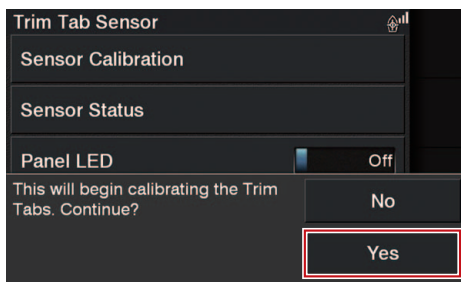 Trim Tab Sensor
Sensor Calibration
Sensor Status
Panel LED
Off
This will begin calibrating the Trim
Tabs. Continue?
No
Yes